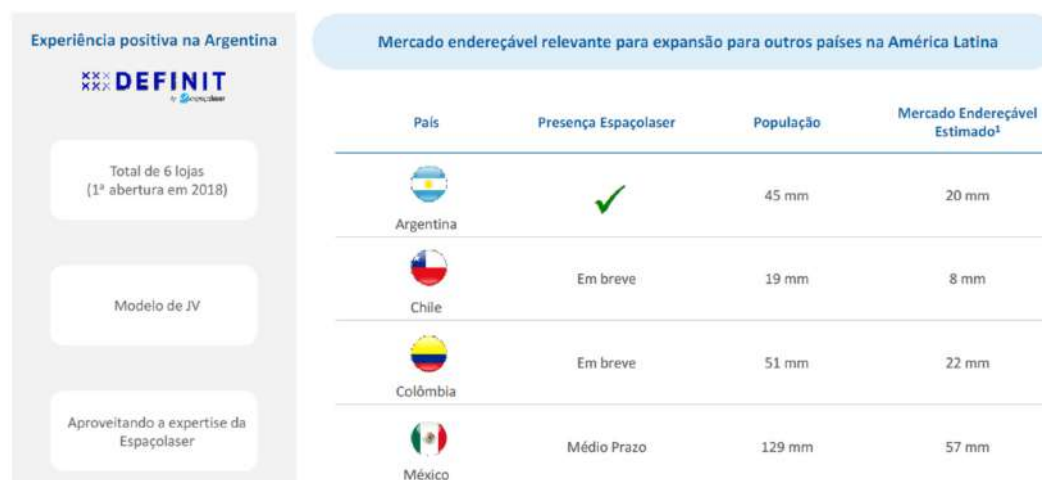 Experiência positiva na Argentina
DEFINIT
by Espaçolaser
Total de 6 lojas
(1ª abertura em 2018)
Modelo de JV
Aproveitando a expertise da
Espaçolaser
Mercado endereçável relevante para expansão para outros países na América Latina
País Presença Espaçolaser População Mercado Endereçável
Estimado¹
Argentina 45 mm 20 mm
Chile Em breve 19 mm 8 mm
Colômbia Em breve 51 mm 22 mm
México Médio Prazo 129 mm 57 mm